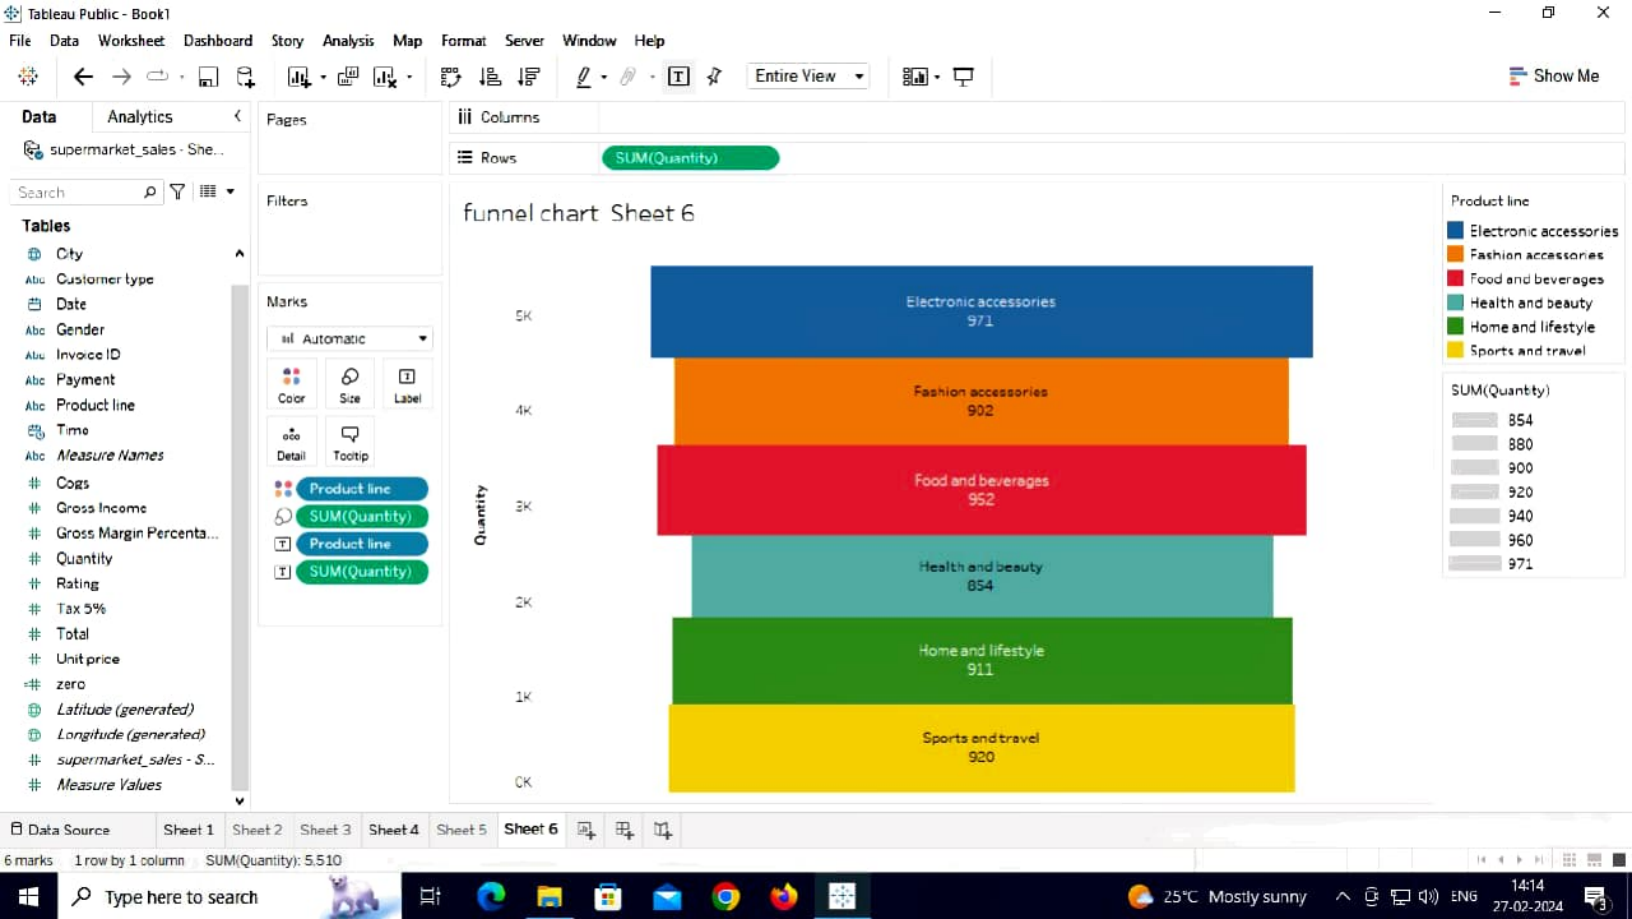 Tableau Public - Book1
File Data Worksheet Dashboard Story Analysis Map Format Server Window Help
Entire View
Show Me
Data Analytics
supermarket_sales - She...
Search
Tables
City
Abc Customer type
Date
Abc Gender
Abc Invoice ID
Abc Payment
Abc Product line
Time
Abc Measure Names
# Cogs
# Gross Income
# Gross Margin Percenta...
# Quantity
# Rating
# Tax 5%
# Total
# Unit price
=# zero
Latitude (generated)
Longitude (generated)
# supermarket_sales - S...
# Measure Values
Pages
Filters
Marks
Automatic
Color Size Label
Detail Tooltip
Product line
SUM(Quantity)
T Product line
T SUM(Quantity)
iii Columns
Rows SUM(Quantity)
funnel chart Sheet 6
Quantity
5K
4K
3K
2K
1K
0K
Electronic accessories
971
Fashion accessories
902
Food and beverages
952
Health and beauty
854
Home and lifestyle
911
Sports and travel
920
Product line
Electronic accessories
Fashion accessories
Food and beverages
Health and beauty
Home and lifestyle
Sports and travel
SUM(Quantity)
854
880
900
920
940
960
971
Data Source Sheet 1 Sheet 2 Sheet 3 Sheet 4 Sheet 5 Sheet 6
6 marks 1 row by 1 column SUM(Quantity): 5,510
Type here to search
25°C Mostly sunny
ENG
14:14
27-02-2024
3